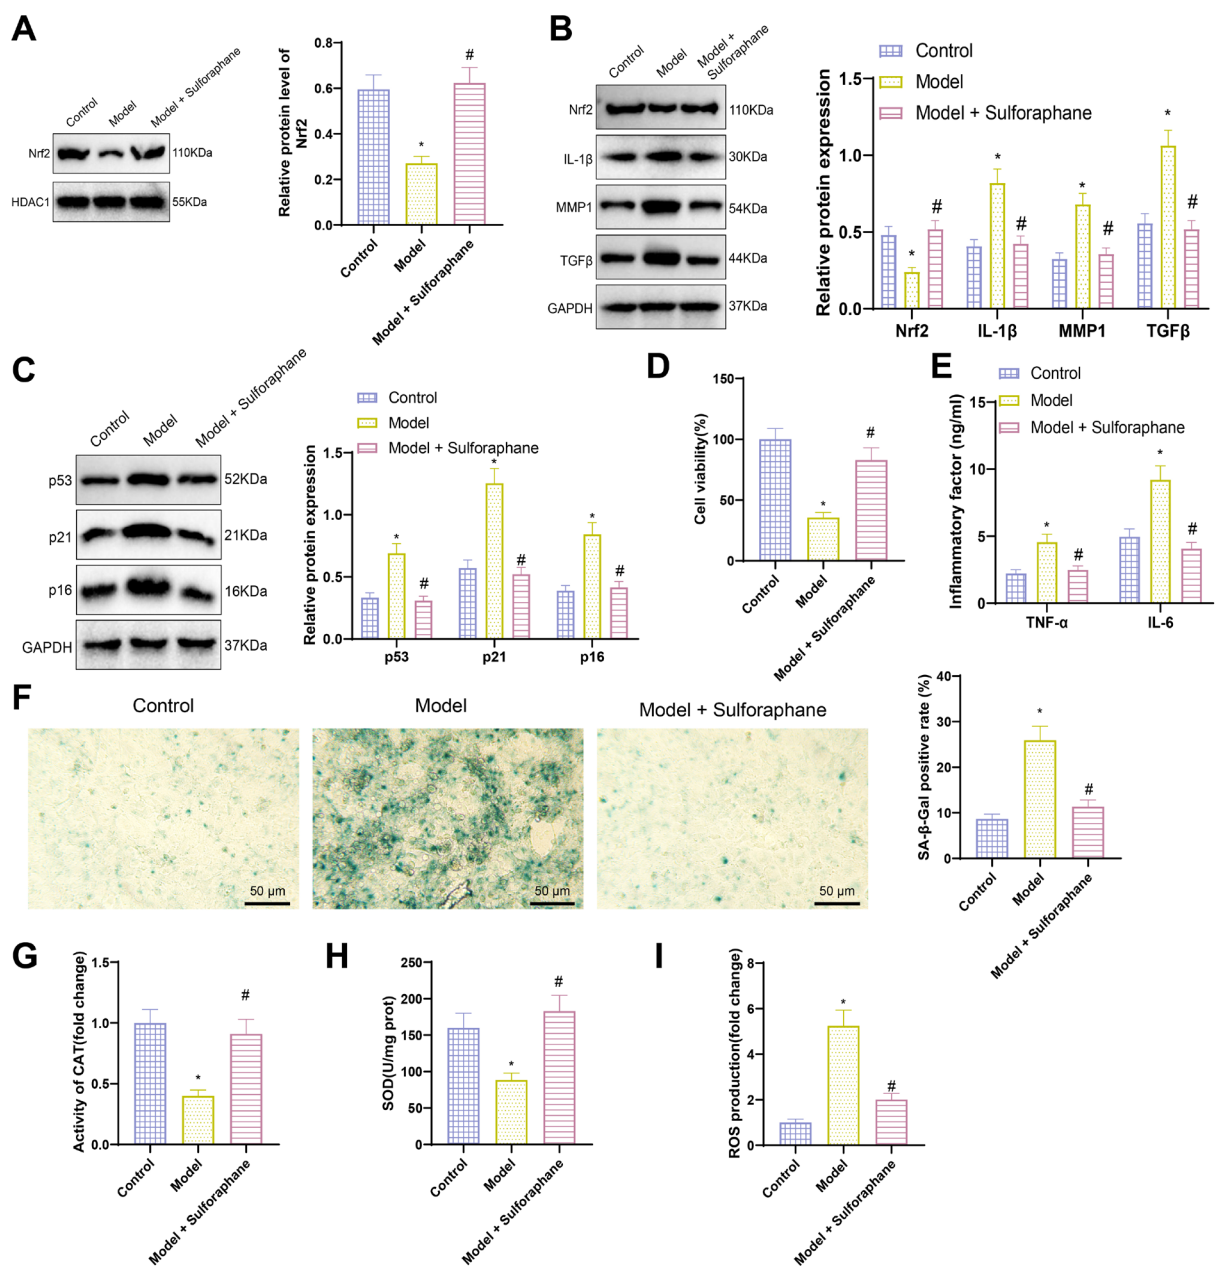 A
Control
Model
Model + Sulforaphane
Nrf2
110KDa
HDAC1
55KDa
Relative protein level of
Nrf2
0.8
0.6
0.4
0.2
0.0
*
#
Control
Model
Model + Sulforaphane
B
Control
Model
Model +
Sulforaphane
Nrf2
110KDa
IL-1β
30KDa
MMP1
54KDa
TGFβ
44KDa
GAPDH
37KDa
Control
Model
Model + Sulforaphane
Relative protein expression
1.5
1.0
0.5
0.0
*
#
*
#
*
#
*
#
Nrf2
IL-1β
MMP1
TGFβ
C
Control
Model
Model + Sulforaphane
p53
52KDa
p21
21KDa
p16
16KDa
GAPDH
37KDa
Control
Model
Model + Sulforaphane
Relative protein expression
1.5
1.0
0.5
0.0
*
#
*
#
*
#
p53
p21
p16
D
Cell viability(%)
150
100
50
0
*
#
Control
Model
Model + Sulforaphane
E
Control
Model
Model + Sulforaphane
Inflammatory factor (ng/ml)
15
10
5
0
*
#
*
#
TNF-α
IL-6
F
Control
Model
Model + Sulforaphane
50 μm
50 μm
50 μm
SA-β-Gal positive rate (%)
40
30
20
10
0
*
#
Control
Model
Model + Sulforaphane
G
Activity of CAT(fold change)
1.5
1.0
0.5
0.0
*
#
Control
Model
Model + Sulforaphane
H
SOD(U/mg prot)
250
200
150
100
50
0
*
#
Control
Model
Model + Sulforaphane
I
ROS production(fold change)
8
6
4
2
0
*
#
Control
Model
Model + Sulforaphane